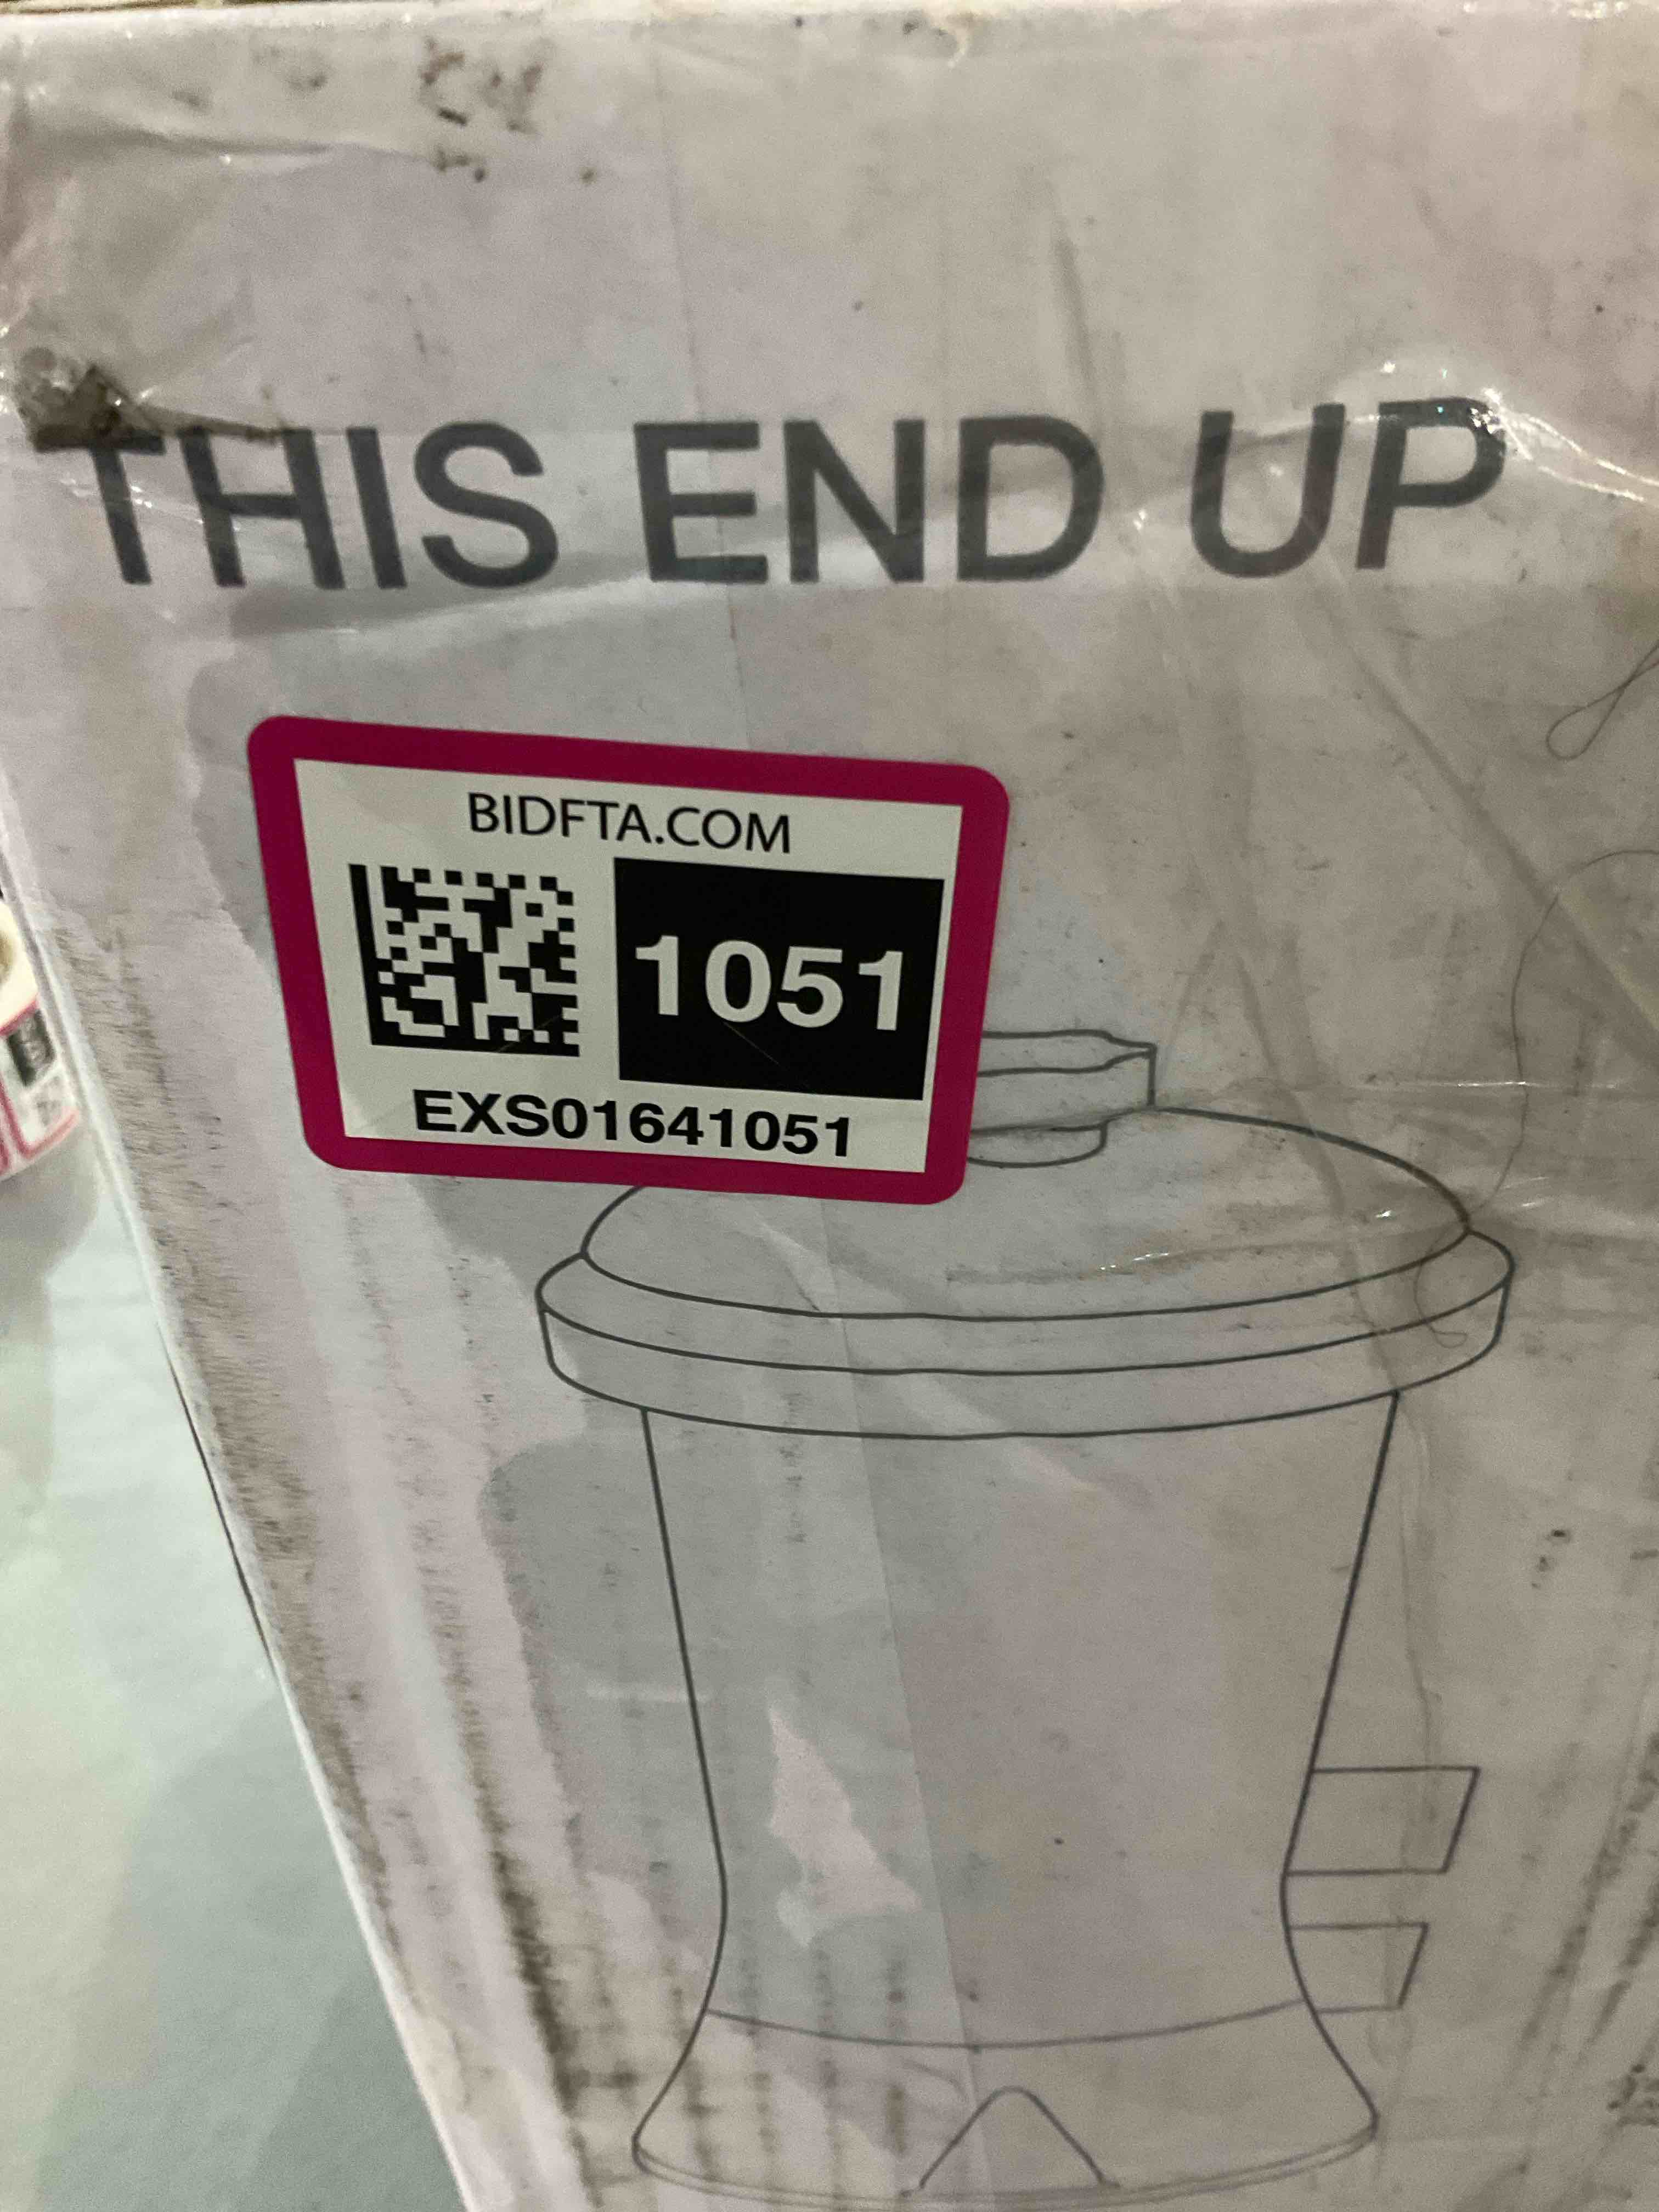 THIS END UP
BIDFTA.COM
1051
EXS01641051